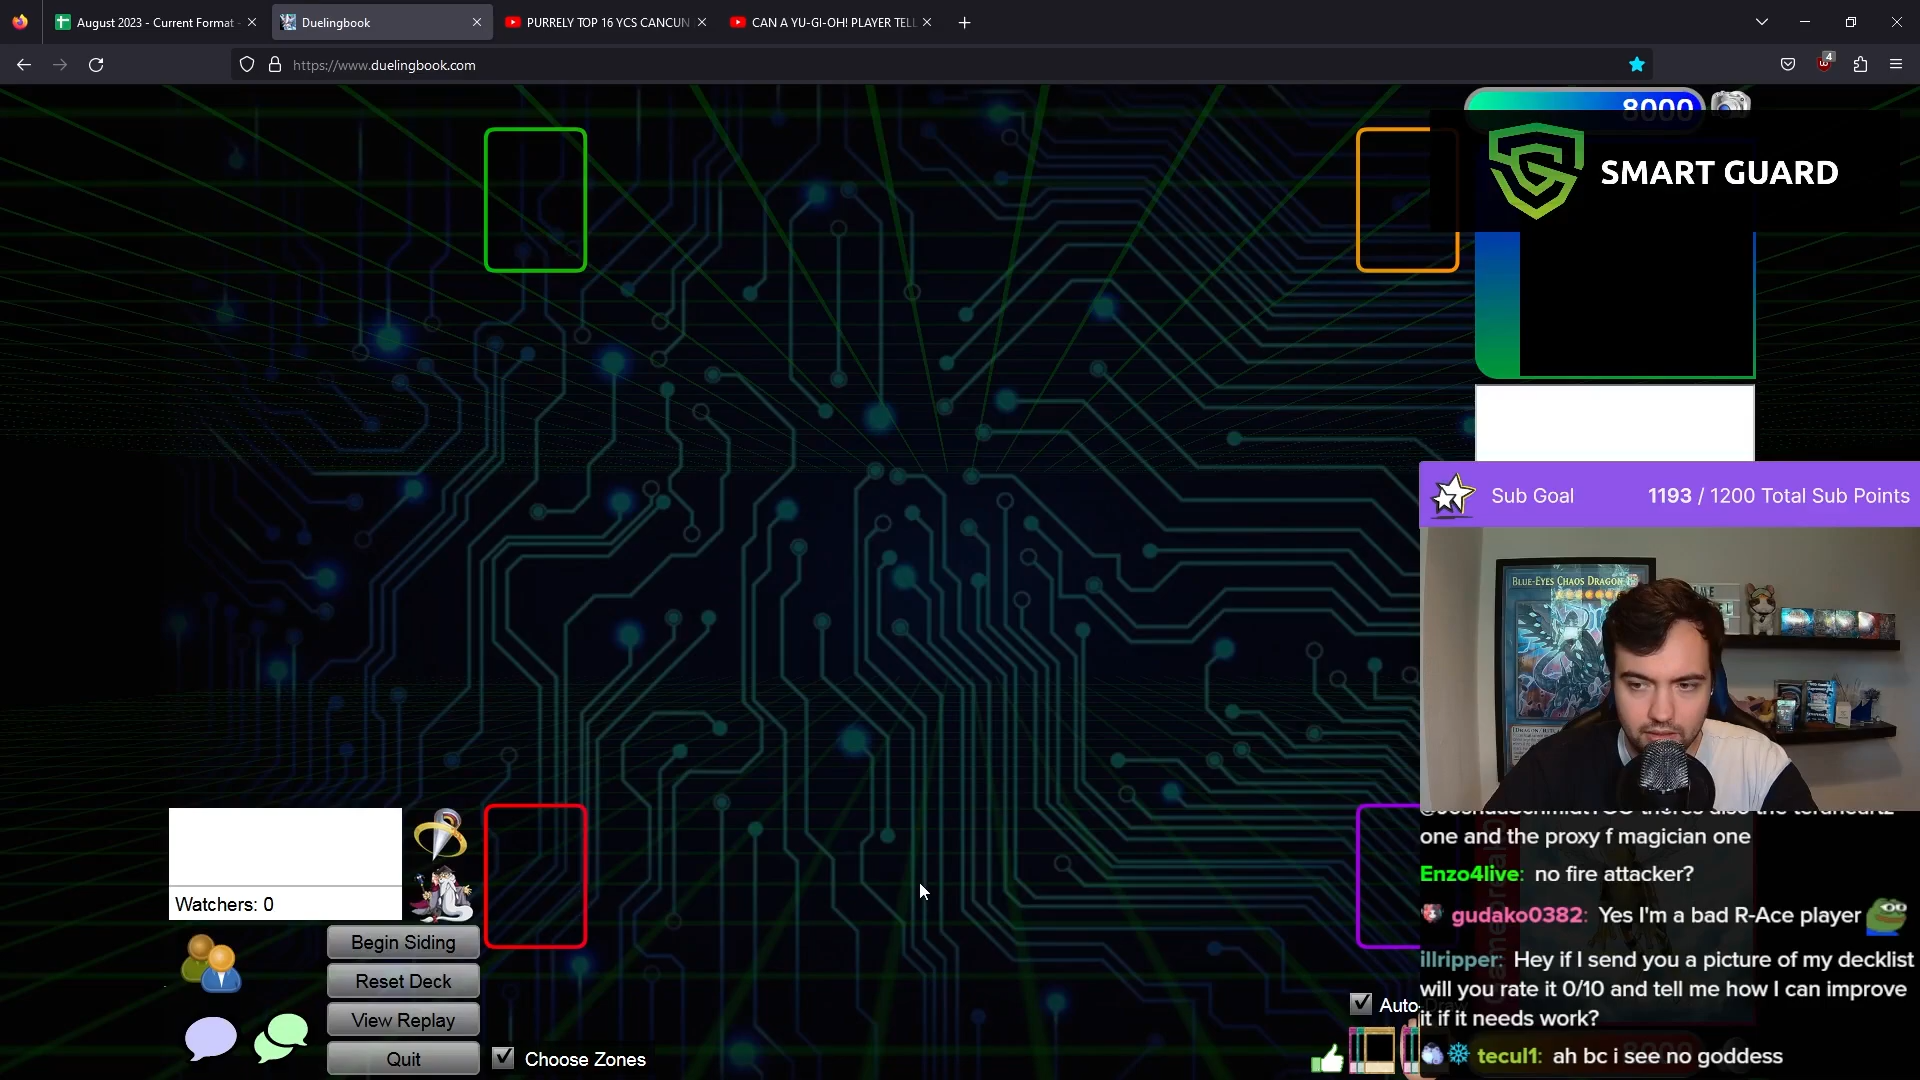 August 2023 - Current Format -
Duelingbook
PURRELY TOP 16 YCS CANCUN
CAN A YU-GI-OH! PLAYER TELL
https://www.duelingbook.com
4
8000
SMART GUARD
Sub Goal 1193 / 1200 Total Sub Points
BLUE-EYES CHAOS DRAGON
one and the proxy f magician one
Enzo4live: no fire attacker?
gudako0382: Yes I'm a bad R-Ace player
illripper: Hey if I send you a picture of my decklist
will you rate it 0/10 and tell me how I can improve
it if it needs work?
tecul1: ah bc i see no goddess
Watchers: 0
Begin Siding
Reset Deck
View Replay
Quit
Choose Zones
Auto-Draw